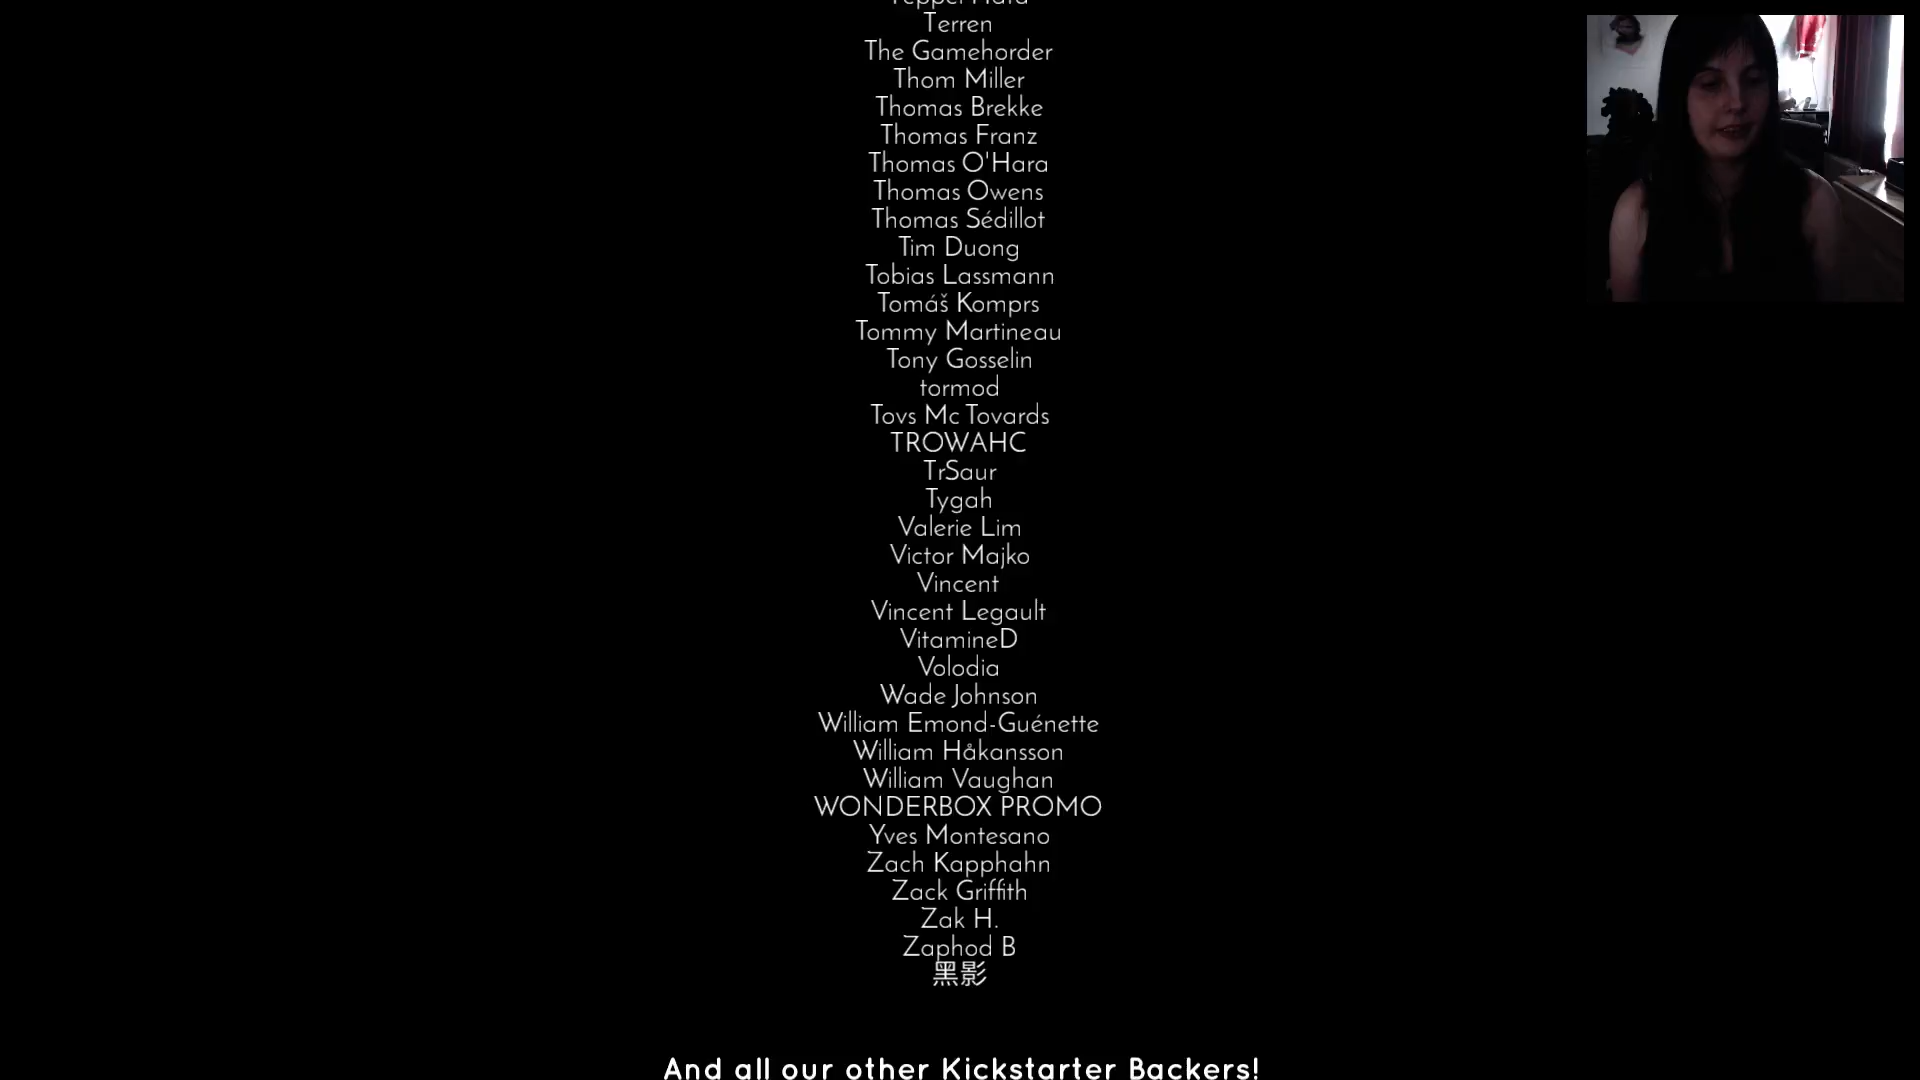 Terren
The Gamehorder
Thom Miller
Thomas Brekke
Thomas Franz
Thomas O'Hara
Thomas Owens
Thomas Sédillot
Tim Duong
Tobias Lassmann
Tomáš Komprs
Tommy Martineau
Tony Gosselin
tormod
Tovs Mc Tovards
TROWAHC
TrSaur
Tygah
Valerie Lim
Victor Majko
Vincent
Vincent Legault
VitamineD
Volodia
Wade Johnson
William Emond-Guénette
William Håkansson
William Vaughan
WONDERBOX PROMO
Yves Montesano
Zach Kapphahn
Zack Griffith
Zak H.
Zaphod B
黑影
And all our other Kickstarter Backers!